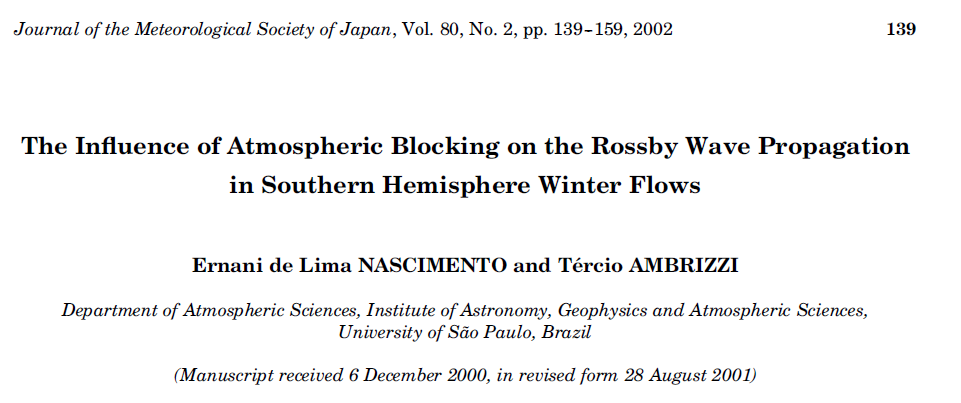 Journal of the Meteorological Society of Japan, Vol. 80, No. 2, pp. 139–159, 2002 139
The Influence of Atmospheric Blocking on the Rossby Wave Propagation
in Southern Hemisphere Winter Flows
Ernani de Lima NASCIMENTO and Tércio AMBRIZZI
Department of Atmospheric Sciences, Institute of Astronomy, Geophysics and Atmospheric Sciences,
University of São Paulo, Brazil
(Manuscript received 6 December 2000, in revised form 28 August 2001)